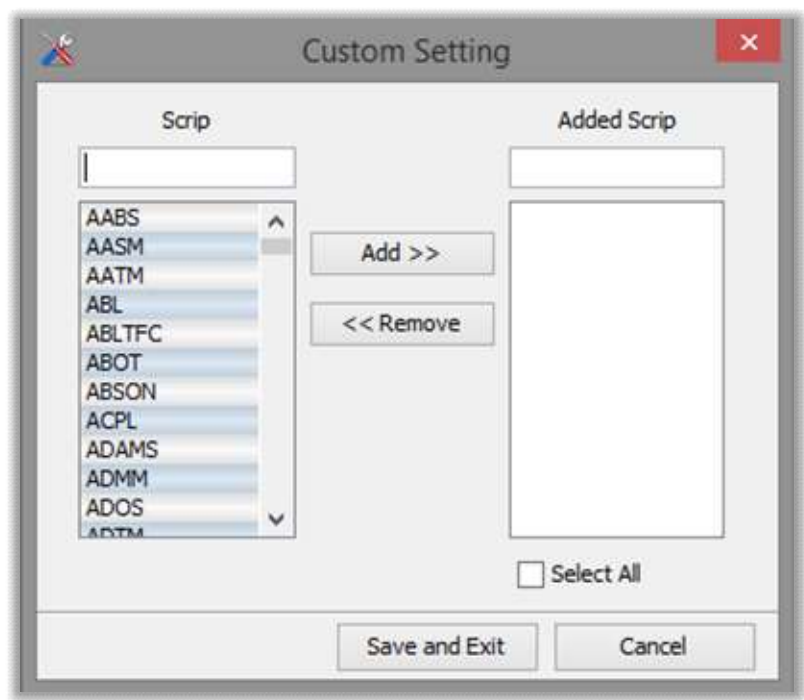 Custom Setting
Scrip
Added Scrip
AABS
AASM
AATM
ABL
ABLTFC
ABOT
ABSON
ACPL
ADAMS
ADMM
ADOS
ADTM
Add >>
<< Remove
Select All
Save and Exit
Cancel